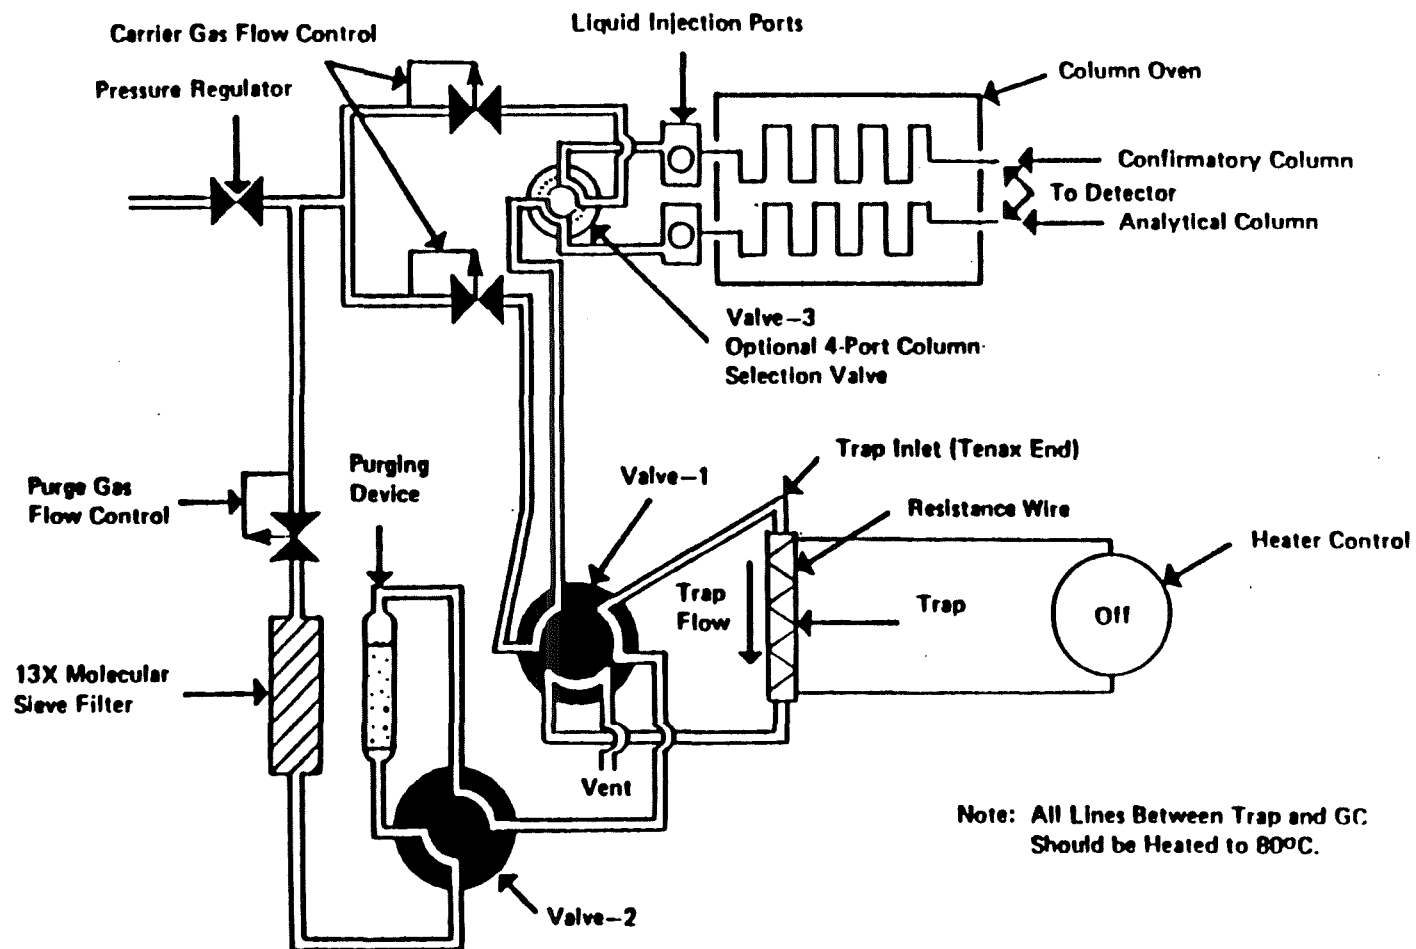 Liquid Injection Ports
Carrier Gas Flow Control
Pressure Regulator
Column Oven
Confirmatory Column
To Detector
Analytical Column
Valve-3
Optional 4-Port Column
Selection Valve
Trap Inlet (Tenax End)
Resistance Wire
Heater Control
Purging
Device
Valve-1
Purge Gas
Flow Control
Trap
Flow
Trap
Off
13X Molecular
Sieve Filter
Vent
Valve-2
Note: All Lines Between Trap and GC
Should be Heated to 80°C.